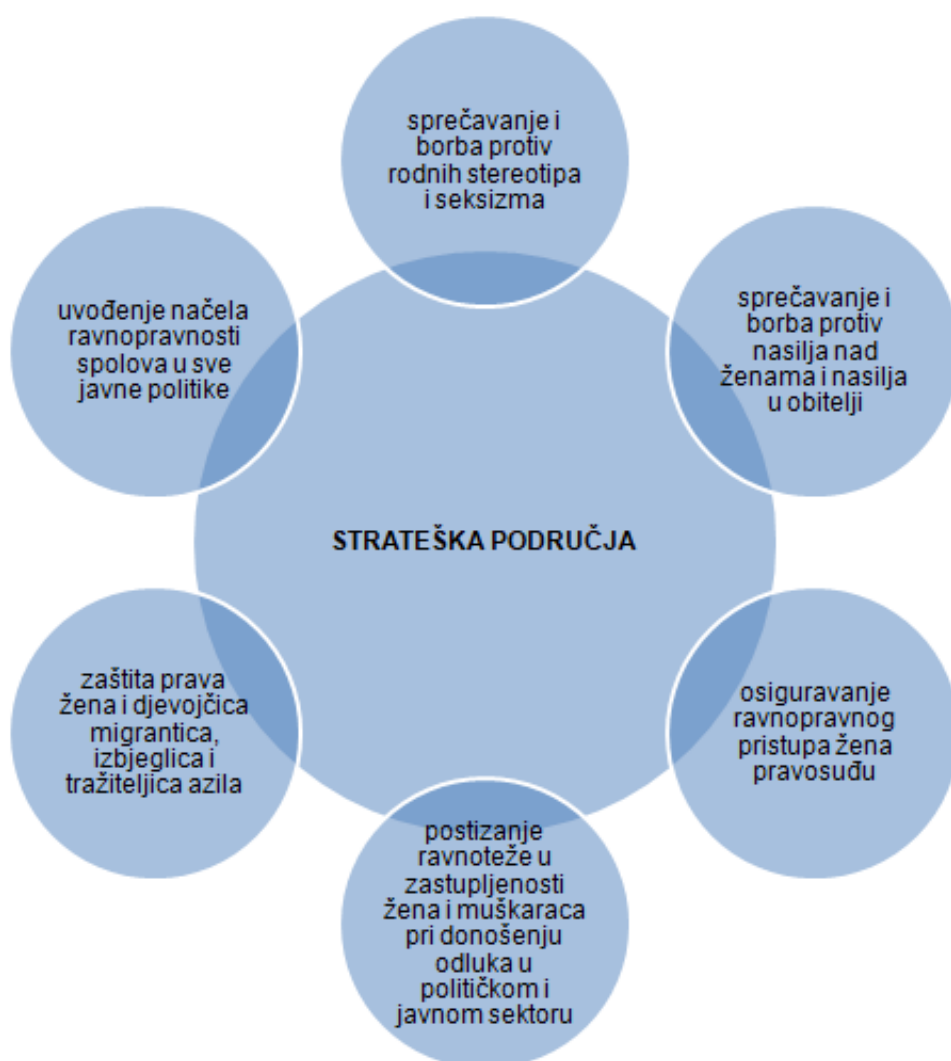 sprečavanje i
borba protiv
rodnih stereotipa
i seksizma
sprečavanje i
borba protiv
nasilja nad
ženama i nasilja
u obitelji
osiguravanje
ravnopravnog
pristupa žena
pravosuđu
postizanje
ravnoteže u
zastupljenosti
žena i muškaraca
pri donošenju
odluka u
političkom i
javnom sektoru
zaštita prava
žena i djevojčica
migrantica,
izbjeglica i
tražiteljica azila
uvođenje načela
ravnopravnosti
spolova u sve
javne politike
STRATEŠKA PODRUČJA